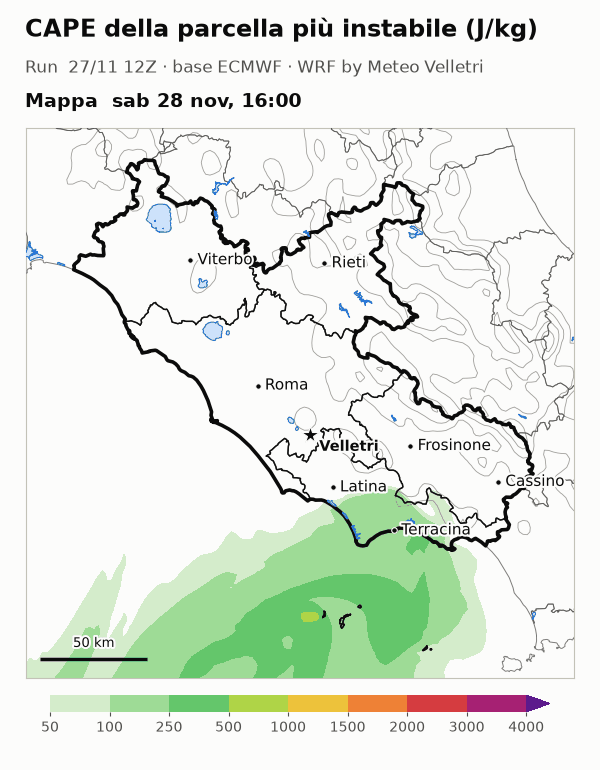 CAPE della parcella più instabile (J/kg)
Run  27/11 12Z · base ECMWF · WRF by Meteo Velletri
Mappa  sab 28 nov, 16:00
Viterbo
Rieti
Roma
Velletri
Frosinone
Cassino
Latina
Terracina
50 km
50 100 250 500 1000 1500 2000 3000 4000